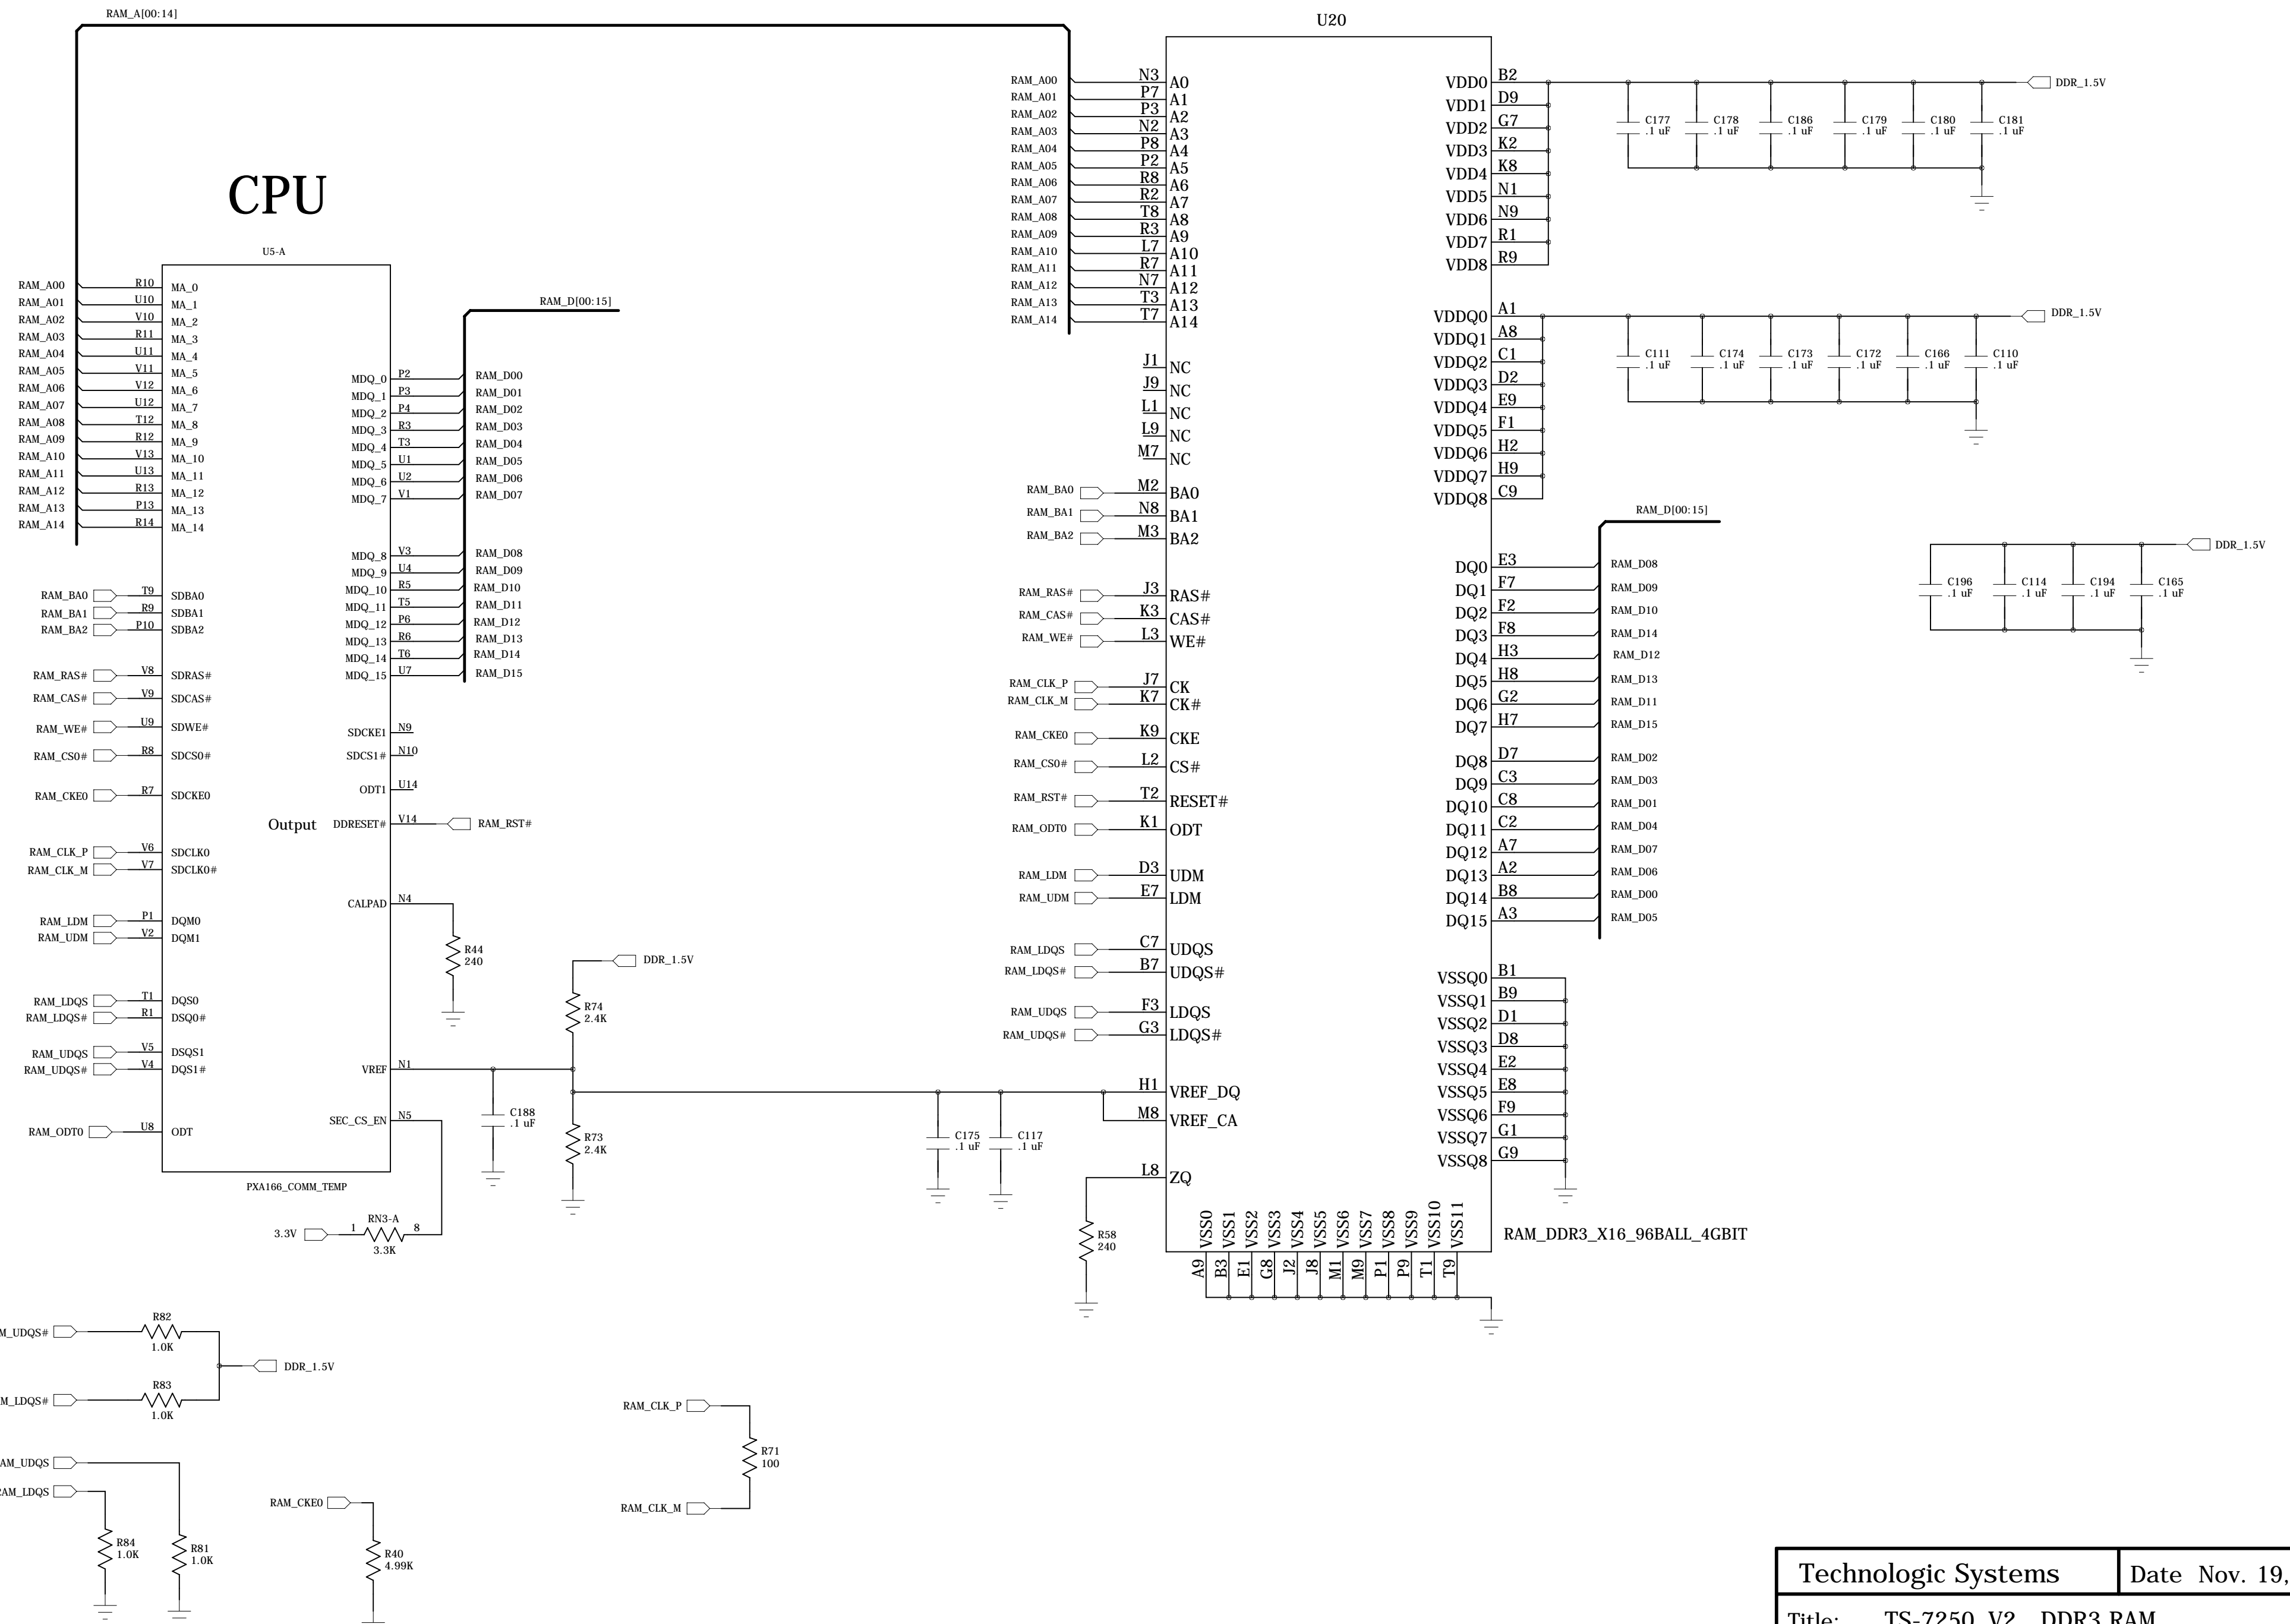 RAM_A[00:14]
CPU
U5-A
RAM_A00 R10 MA_0
RAM_A01 U10 MA_1
RAM_A02 V10 MA_2
RAM_A03 R11 MA_3
RAM_A04 U11 MA_4
RAM_A05 V11 MA_5
RAM_A06 V12 MA_6
RAM_A07 U12 MA_7
RAM_A08 T12 MA_8
RAM_A09 R12 MA_9
RAM_A10 V13 MA_10
RAM_A11 U13 MA_11
RAM_A12 R13 MA_12
RAM_A13 P13 MA_13
RAM_A14 R14 MA_14
RAM_BA0 T9 SDBA0
RAM_BA1 R9 SDBA1
RAM_BA2 P10 SDBA2
RAM_RAS# V8 SDRAS#
RAM_CAS# V9 SDCAS#
RAM_WE# U9 SDWE#
RAM_CS0# R8 SDCS0#
RAM_CKE0 R7 SDCKE0
RAM_CLK_P V6 SDCLK0
RAM_CLK_M V7 SDCLK0#
RAM_LDM P1 DQM0
RAM_UDM V2 DQM1
RAM_LDQS T1 DQS0
RAM_LDQS# R1 DSQ0#
RAM_UDQS V5 DSQS1
RAM_UDQS# V4 DQS1#
RAM_ODT0 U8 ODT
RAM_D[00:15]
MDQ_0 P2 RAM_D00
MDQ_1 P3 RAM_D01
MDQ_2 P4 RAM_D02
MDQ_3 R3 RAM_D03
MDQ_4 T3 RAM_D04
MDQ_5 U1 RAM_D05
MDQ_6 U2 RAM_D06
MDQ_7 V1 RAM_D07
MDQ_8 V3 RAM_D08
MDQ_9 U4 RAM_D09
MDQ_10 R5 RAM_D10
MDQ_11 T5 RAM_D11
MDQ_12 P6 RAM_D12
MDQ_13 R6 RAM_D13
MDQ_14 T6 RAM_D14
MDQ_15 U7 RAM_D15
SDCKE1 N9
SDCS1# N10
ODT1 U14
Output DDRESET# V14 RAM_RST#
CALPAD N4
R44
240
DDR_1.5V
R74
2.4K
VREF N1
C188
.1 uF
R73
2.4K
SEC_CS_EN N5
PXA166_COMM_TEMP
3.3V 1 RN3-A 8
3.3K
C175
.1 uF
C117
.1 uF
U20
RAM_A00 N3 A0
RAM_A01 P7 A1
RAM_A02 P3 A2
RAM_A03 N2 A3
RAM_A04 P8 A4
RAM_A05 P2 A5
RAM_A06 R8 A6
RAM_A07 R2 A7
RAM_A08 T8 A8
RAM_A09 R3 A9
RAM_A10 L7 A10
RAM_A11 R7 A11
RAM_A12 N7 A12
RAM_A13 T3 A13
RAM_A14 T7 A14
J1 NC
J9 NC
L1 NC
L9 NC
M7 NC
RAM_BA0 M2 BA0
RAM_BA1 N8 BA1
RAM_BA2 M3 BA2
RAM_RAS# J3 RAS#
RAM_CAS# K3 CAS#
RAM_WE# L3 WE#
RAM_CLK_P J7 CK
RAM_CLK_M K7 CK#
RAM_CKE0 K9 CKE
RAM_CS0# L2 CS#
RAM_RST# T2 RESET#
RAM_ODT0 K1 ODT
RAM_LDM D3 UDM
RAM_UDM E7 LDM
RAM_LDQS C7 UDQS
RAM_LDQS# B7 UDQS#
RAM_UDQS F3 LDQS
RAM_UDQS# G3 LDQS#
H1 VREF_DQ
M8 VREF_CA
L8 ZQ
R58
240
VDD0 B2
VDD1 D9
VDD2 G7
VDD3 K2
VDD4 K8
VDD5 N1
VDD6 N9
VDD7 R1
VDD8 R9
DDR_1.5V
C177
.1 uF
C178
.1 uF
C186
.1 uF
C179
.1 uF
C180
.1 uF
C181
.1 uF
VDDQ0 A1
VDDQ1 A8
VDDQ2 C1
VDDQ3 D2
VDDQ4 E9
VDDQ5 F1
VDDQ6 H2
VDDQ7 H9
VDDQ8 C9
DDR_1.5V
C111
.1 uF
C174
.1 uF
C173
.1 uF
C172
.1 uF
C166
.1 uF
C110
.1 uF
DDR_1.5V
C196
.1 uF
C114
.1 uF
C194
.1 uF
C165
.1 uF
RAM_D[00:15]
DQ0 E3 RAM_D08
DQ1 F7 RAM_D09
DQ2 F2 RAM_D10
DQ3 F8 RAM_D14
DQ4 H3 RAM_D12
DQ5 H8 RAM_D13
DQ6 G2 RAM_D11
DQ7 H7 RAM_D15
DQ8 D7 RAM_D02
DQ9 C3 RAM_D03
DQ10 C8 RAM_D01
DQ11 C2 RAM_D04
DQ12 A7 RAM_D07
DQ13 A2 RAM_D06
DQ14 B8 RAM_D00
DQ15 A3 RAM_D05
VSSQ0 B1
VSSQ1 B9
VSSQ2 D1
VSSQ3 D8
VSSQ4 E2
VSSQ5 E8
VSSQ6 F9
VSSQ7 G1
VSSQ8 G9
VSS0 VSS1 VSS2 VSS3 VSS4 VSS5 VSS6 VSS7 VSS8 VSS9 VSS10 VSS11
A9 B3 E1 G8 J2 J8 M1 M9 P1 P9 T1 T9
RAM_DDR3_X16_96BALL_4GBIT
M_UDQS# R82
1.0K
DDR_1.5V
M_LDQS# R83
1.0K
AM_UDQS
RAM_LDQS
R84
1.0K
R81
1.0K
RAM_CKE0
R40
4.99K
RAM_CLK_P
R71
100
RAM_CLK_M
Technologic Systems
Date Nov. 19,
Title: TS-7250_V2 DDR3 RAM